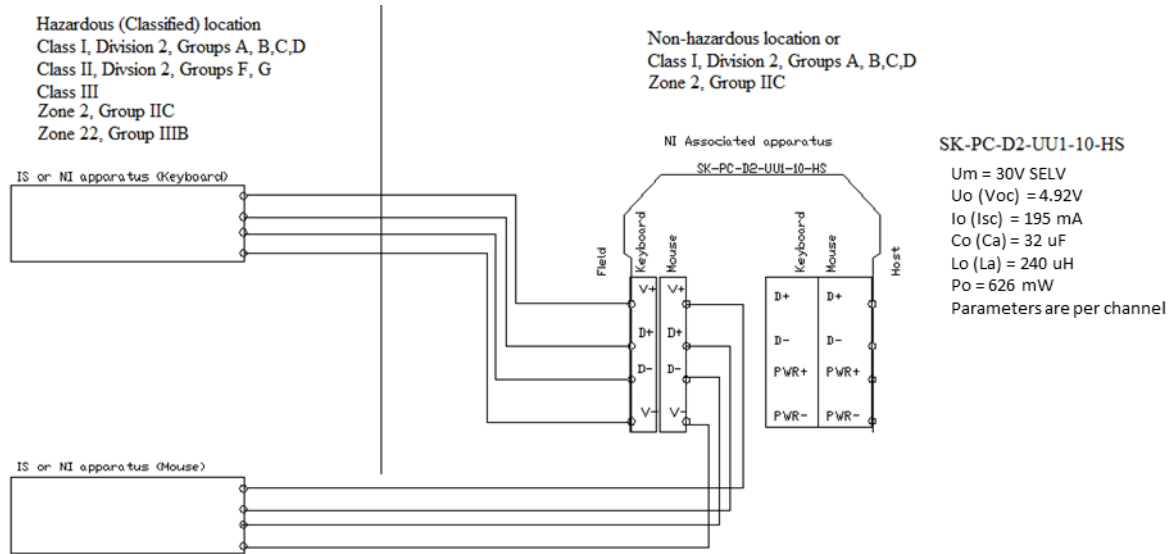 Hazardous (Classified) location
Class I, Division 2, Groups A, B,C,D
Class II, Divsion 2, Groups F, G
Class III
Zone 2, Group IIC
Zone 22, Group IIIB
Non-hazardous location or
Class I, Division 2, Groups A, B,C,D
Zone 2, Group IIC
NI Associated apparatus
SK-PC-D2-UU1-10-HS
SK-PC-D2-UU1-10-HS
Um = 30V SELV
Uo (Voc) = 4.92V
Io (Isc) = 195 mA
Co (Ca) = 32 uF
Lo (La) = 240 uH
Po = 626 mW
Parameters are per channel
IS or NI apparatus (Keyboard)
Field
Keyboard
Mouse
V+ V+
D+ D+
D- D-
V- V-
Keyboard
Mouse
Host
D+ D+
D- D-
PWR+ PWR+
PWR- PWR-
IS or NI apparatus (Mouse)